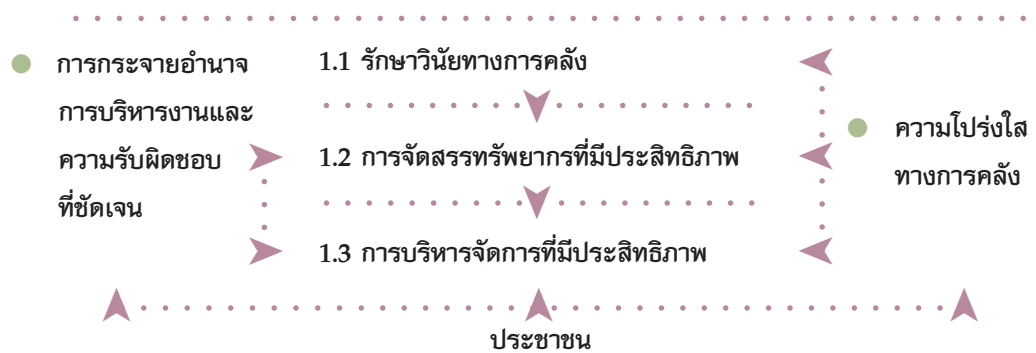 การกระจายอำนาจ
การบริหารงานและ
ความรับผิดชอบ
ที่ชัดเจน
1.1 รักษาวินัยทางการคลัง
1.2 การจัดสรรทรัพยากรที่มีประสิทธิภาพ
1.3 การบริหารจัดการที่มีประสิทธิภาพ
ความโปร่งใส
ทางการคลัง
ประชาชน